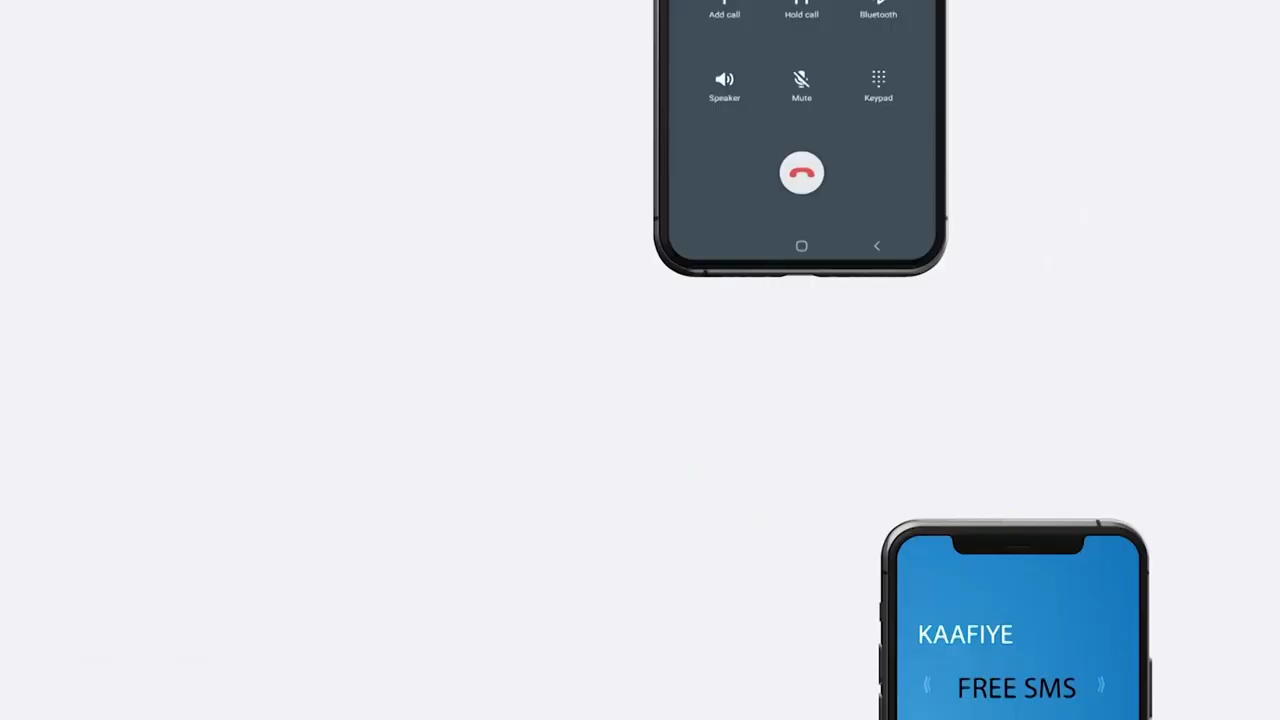 Add call Hold call Bluetooth
Speaker Mute Keypad
KAAFIYE
FREE SMS